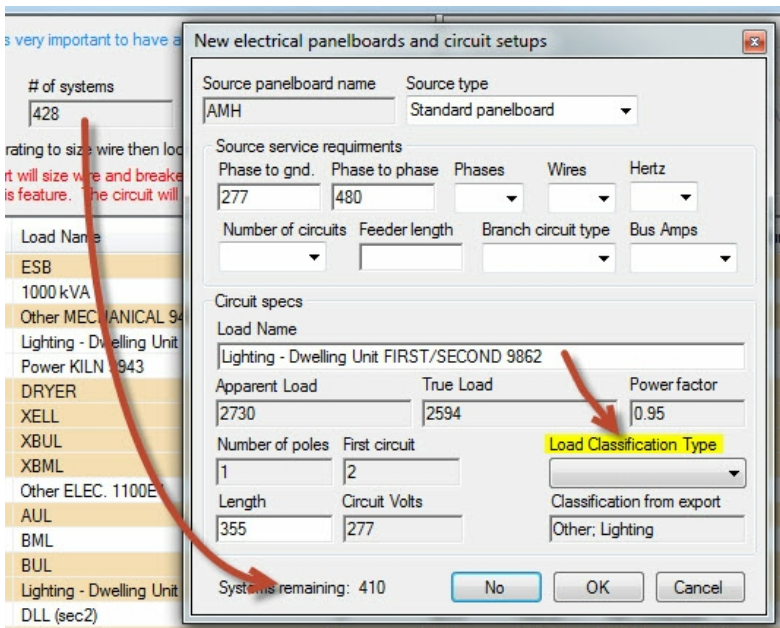 s very important to have a
# of systems
428
rating to size wire then loc
rt will size wire and breake
is feature. The circuit will
Load Name
ESB
1000 kVA
Other MECHANICAL 94
Lighting - Dwelling Unit
Power KILN 9943
DRYER
XELL
XBUL
XBML
Other ELEC. 1100E
AUL
BML
BUL
Lighting - Dwelling Unit
DLL (sec2)
New electrical panelboards and circuit setups
Source panelboard name Source type
AMH Standard panelboard
Source service requirments
Phase to gnd. Phase to phase Phases Wires Hertz
277 480
Number of circuits Feeder length Branch circuit type Bus Amps
Circuit specs
Load Name
Lighting - Dwelling Unit FIRST/SECOND 9862
Apparent Load True Load Power factor
2730 2594 0.95
Number of poles First circuit Load Classification Type
1 2
Length Circuit Volts Classification from export
355 277 Other; Lighting
Systems remaining: 410 No OK Cancel